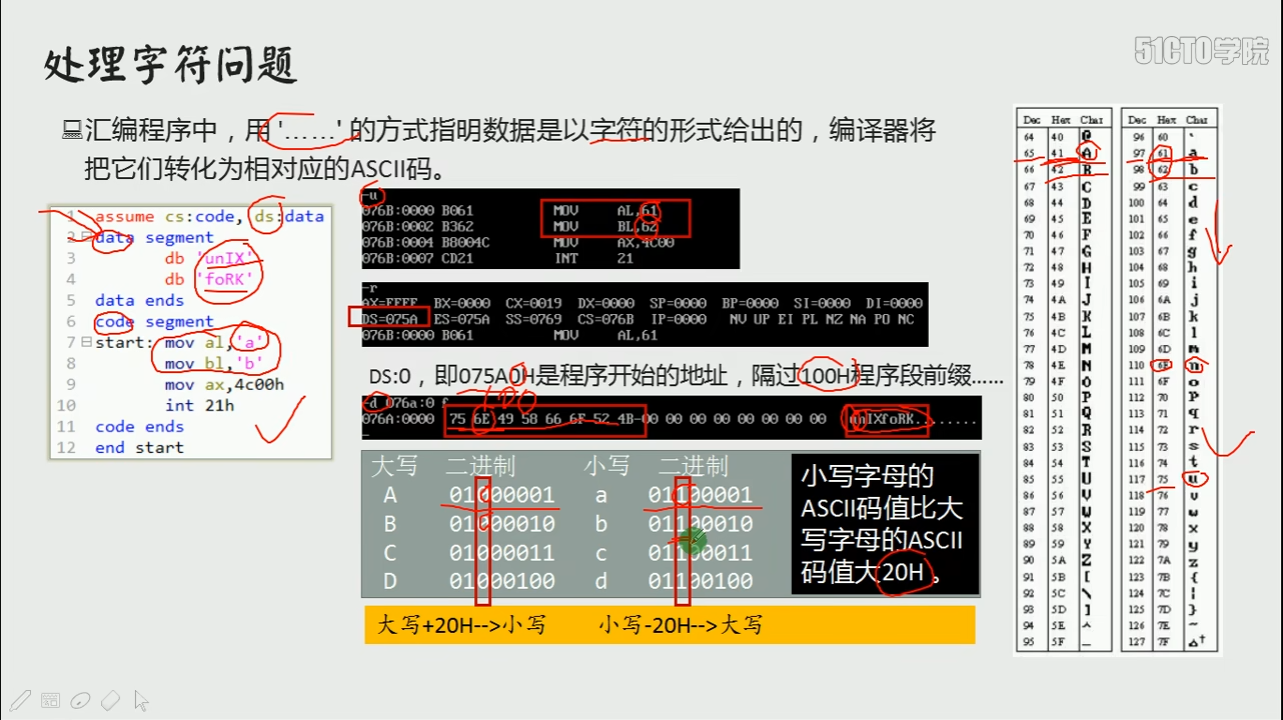 处理字符问题
51CTO学院
汇编程序中，用 '……' 的方式指明数据是以字符的形式给出的，编译器将
把它们转化为相对应的ASCII码。
1 assume cs:code, ds:data
2 data segment
3 db 'unIX'
4 db 'foRK'
5 data ends
6 code segment
7 start: mov al,'a'
8 mov bl,'b'
9 mov ax,4c00h
10 int 21h
11 code ends
12 end start
-u
076B:0000 B061 MOV AL,61
076B:0002 B362 MOV BL,62
076B:0004 B8004C MOV AX,4C00
076B:0007 CD21 INT 21
-r
AX=FFFF BX=0000 CX=0019 DX=0000 SP=0000 BP=0000 SI=0000 DI=0000
DS=075A ES=075A SS=0769 CS=076B IP=0000 NV UP EI PL NZ NA PO NC
076B:0000 B061 MOV AL,61
DS:0，即075A0H是程序开始的地址，隔过100H程序段前缀……
100
-d 076a:0 f
076A:0000 75 6E 49 58 66 6F 52 4B-00 00 00 00 00 00 00 00 unIXfoRK........
大写 二进制 小写 二进制
A 01000001 a 01100001
B 01000010 b 01100010
C 01000011 c 01100011
D 01000100 d 01100100
小写字母的
ASCII码值比大
写字母的ASCII
码值大20H 。
大写+20H-->小写 小写-20H-->大写
Dec Hex Char Dec Hex Char
64 40 @ 96 60 `
65 41 A 97 61 a
66 42 B 98 62 b
67 43 C 99 63 c
68 44 D 100 64 d
69 45 E 101 65 e
70 46 F 102 66 f
71 47 G 103 67 g
72 48 H 104 68 h
73 49 I 105 69 i
74 4A J 106 6A j
75 4B K 107 6B k
76 4C L 108 6C l
77 4D M 109 6D m
78 4E N 110 6E n
79 4F O 111 6F o
80 50 P 112 70 p
81 51 Q 113 71 q
82 52 R 114 72 r
83 53 S 115 73 s
84 54 T 116 74 t
85 55 U 117 75 u
86 56 V 118 76 v
87 57 W 119 77 w
88 58 X 120 78 x
89 59 Y 121 79 y
90 5A Z 122 7A z
91 5B [ 123 7B {
92 5C \ 124 7C ¦
93 5D ] 125 7D }
94 5E ^ 126 7E ~
95 5F _ 127 7F Δ†